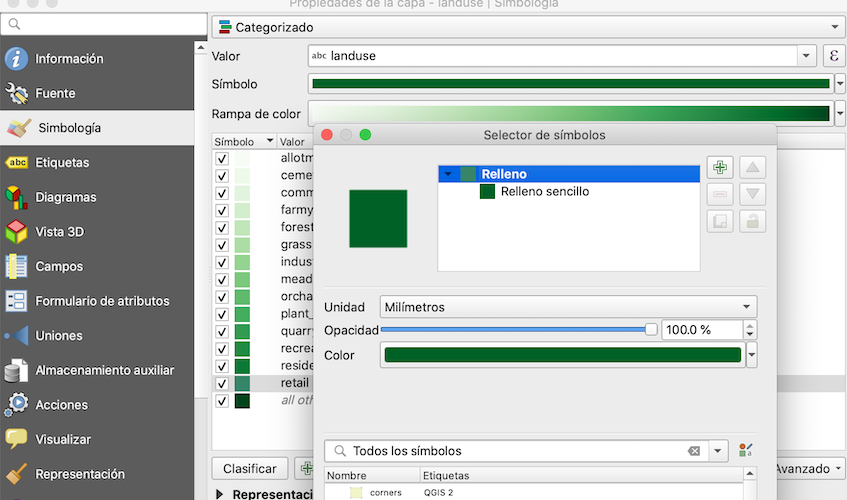 Propiedades de la capa - landuse | Simbología
Información
Fuente
Simbología
abc Etiquetas
Diagramas
Vista 3D
Campos
Formulario de atributos
Uniones
Almacenamiento auxiliar
Acciones
Visualizar
Representación
Categorizado
Valor
abc landuse
ε
Símbolo
Rampa de color
Símbolo Valor
allotm
ceme
comm
farmy
forest
grass
indus
mead
orcha
plant_
quarry
recrea
reside
retail
all oth
Clasificar
Avanzado
Representaci
Selector de símbolos
Relleno
Relleno sencillo
Unidad Milímetros
Opacidad 100.0 %
Color
Todos los símbolos
Nombre Etiquetas
corners QGIS 2